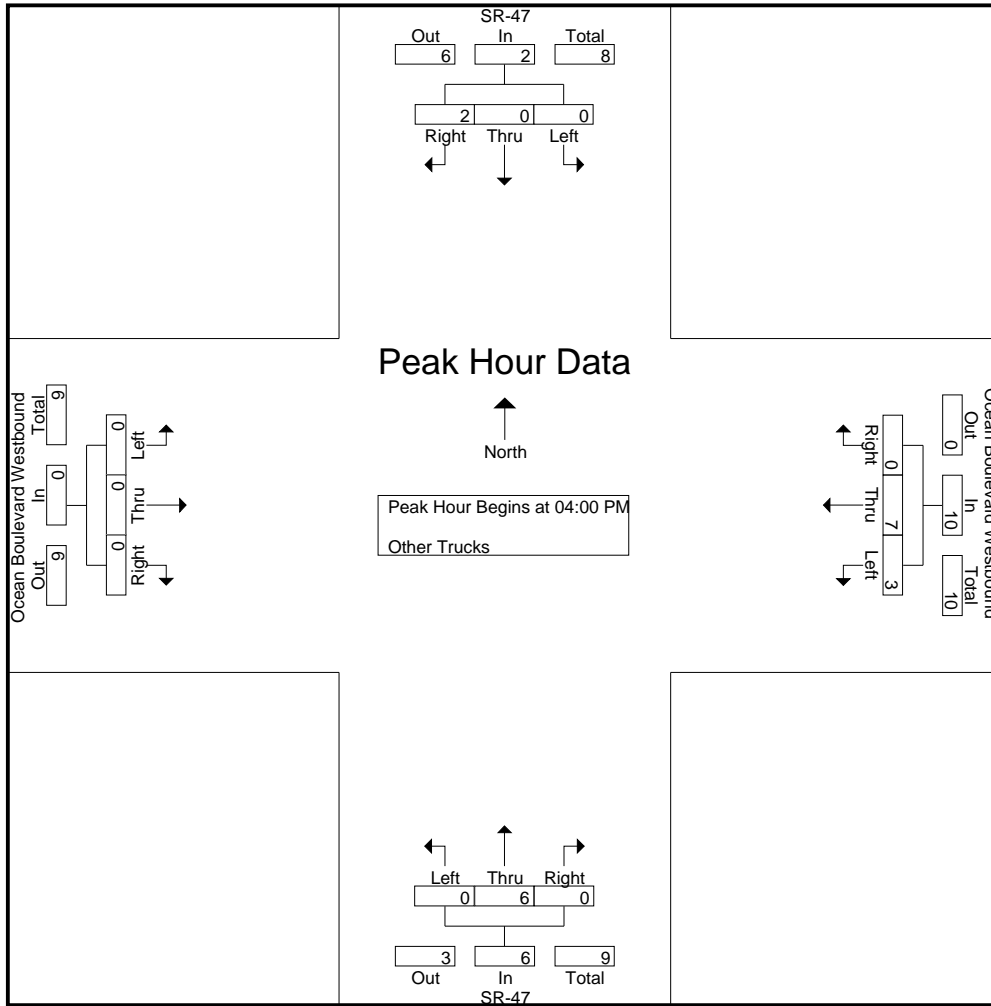 SR-47
Out In Total
6 2 8
2 0 0
Right Thru Left
Peak Hour Data
North
Peak Hour Begins at 04:00 PM
Other Trucks
Ocean Boulevard Westbound
Total In Out
9 0 9
0 0 0
Left Thru Right
Ocean Boulevard Westbound
Out In Total
0 10 10
0 7 3
Right Thru Left
Left Thru Right
0 6 0
3 6 9
Out In Total
SR-47